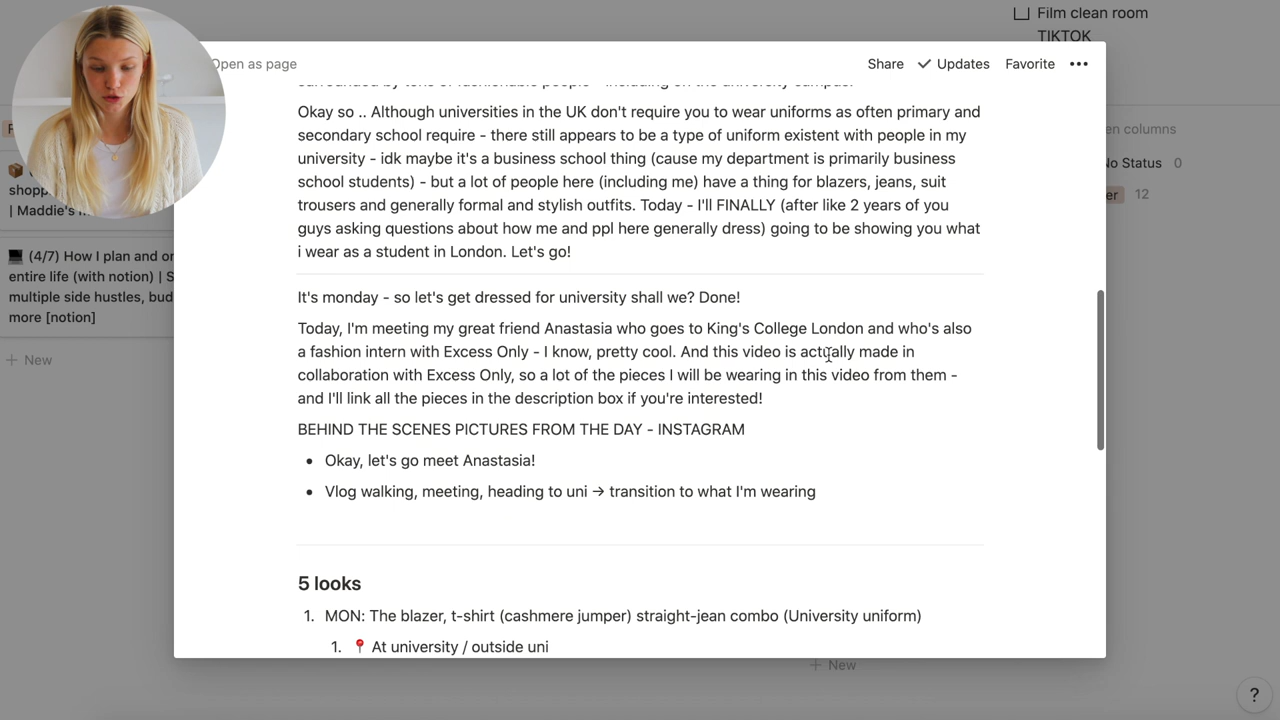 Film clean room
TIKTOK
Open as page
Share
Updates
Favorite
Okay so .. Although universities in the UK don't require you to wear uniforms as often primary and
secondary school require - there still appears to be a type of uniform existent with people in my
university - idk maybe it's a business school thing (cause my department is primarily business
school students) - but a lot of people here (including me) have a thing for blazers, jeans, suit
trousers and generally formal and stylish outfits. Today - I'll FINALLY (after like 2 years of you
guys asking questions about how me and ppl here generally dress) going to be showing you what
i wear as a student in London. Let's go!
It's monday - so let's get dressed for university shall we? Done!
Today, I'm meeting my great friend Anastasia who goes to King's College London and who's also
a fashion intern with Excess Only - I know, pretty cool. And this video is actually made in
collaboration with Excess Only, so a lot of the pieces I will be wearing in this video from them -
and I'll link all the pieces in the description box if you're interested!
BEHIND THE SCENES PICTURES FROM THE DAY - INSTAGRAM
• Okay, let's go meet Anastasia!
• Vlog walking, meeting, heading to uni → transition to what I'm wearing
5 looks
1. MON: The blazer, t-shirt (cashmere jumper) straight-jean combo (University uniform)
1. 📍 At university / outside uni
shopp
| Maddie's
💻 (4/7) How I plan and or
entire life (with notion) | S
multiple side hustles, bud
more [notion]
+ New
en columns
No Status 0
er 12
+ New
?